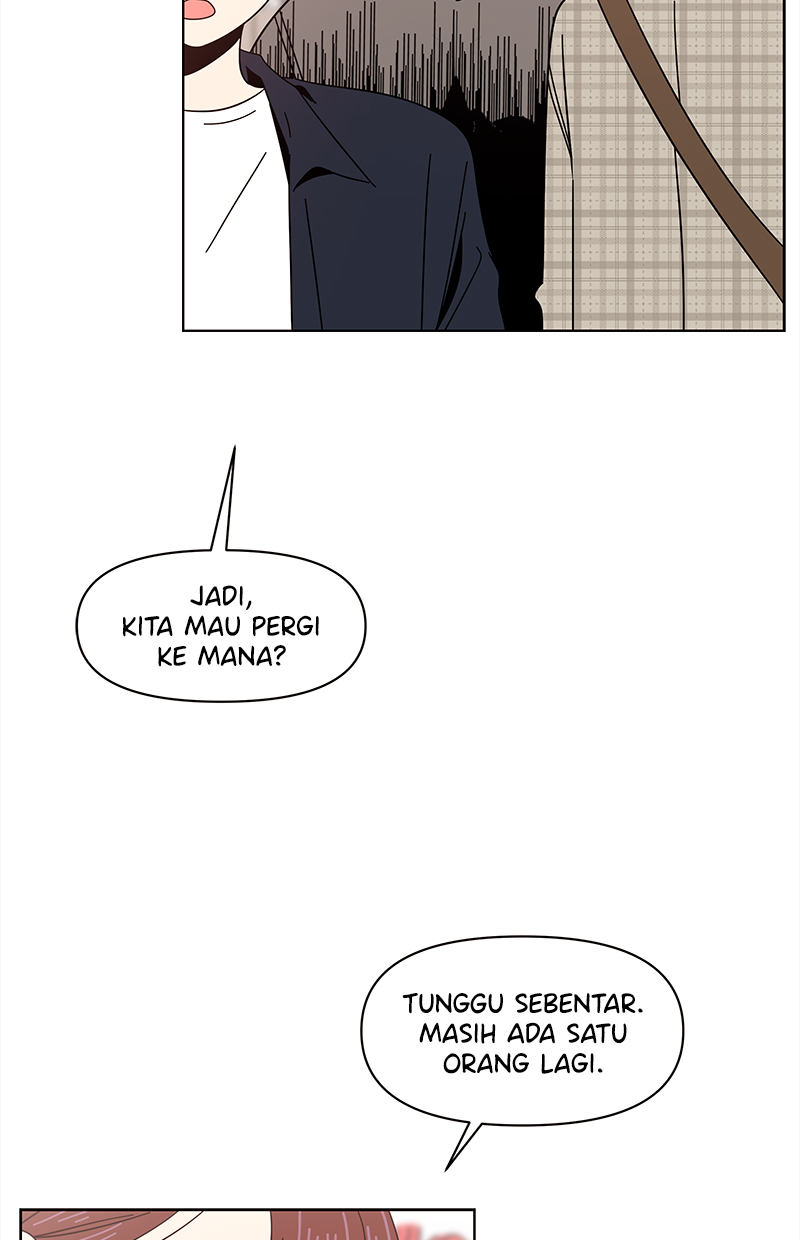 JADI,
KITA MAU PERGI
KE MANA?
TUNGGU SEBENTAR.
MASIH ADA SATU
ORANG LAGI.